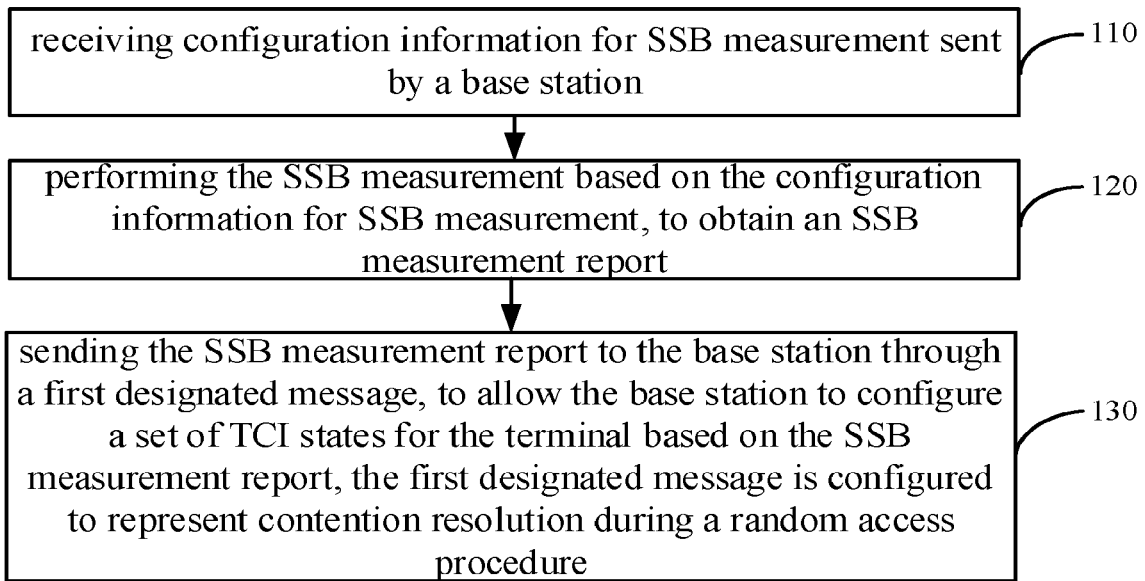 receiving configuration information for SSB measurement sent
by a base station
110
performing the SSB measurement based on the configuration
information for SSB measurement, to obtain an SSB
measurement report
120
sending the SSB measurement report to the base station through
a first designated message, to allow the base station to configure
a set of TCI states for the terminal based on the SSB
measurement report, the first designated message is configured
to represent contention resolution during a random access
procedure
130